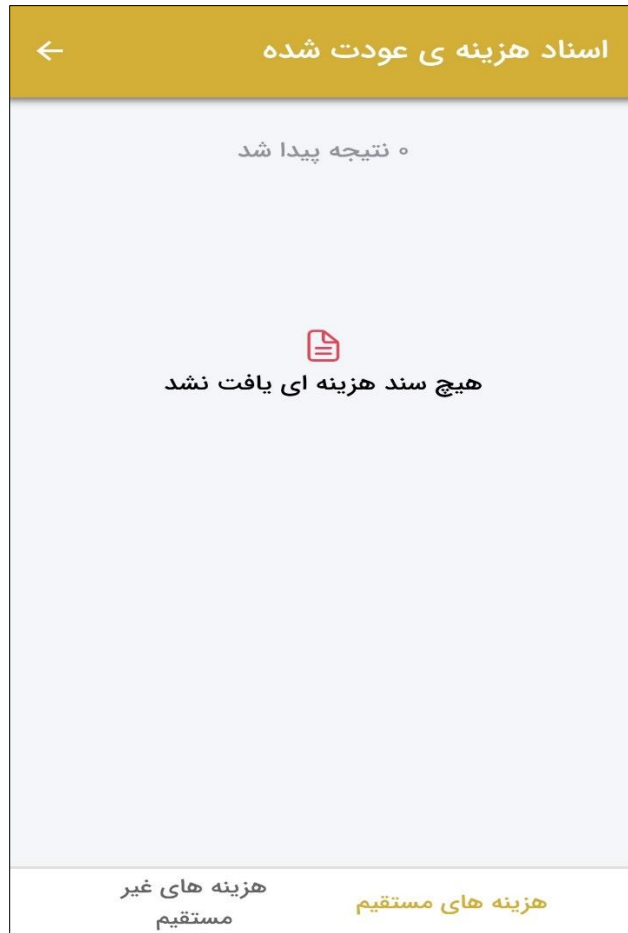 اسناد هزینه ی عودت شده
۰ نتیجه پیدا شد
هیچ سند هزینه ای یافت نشد
هزینه های مستقیم
هزینه های غیر
مستقیم